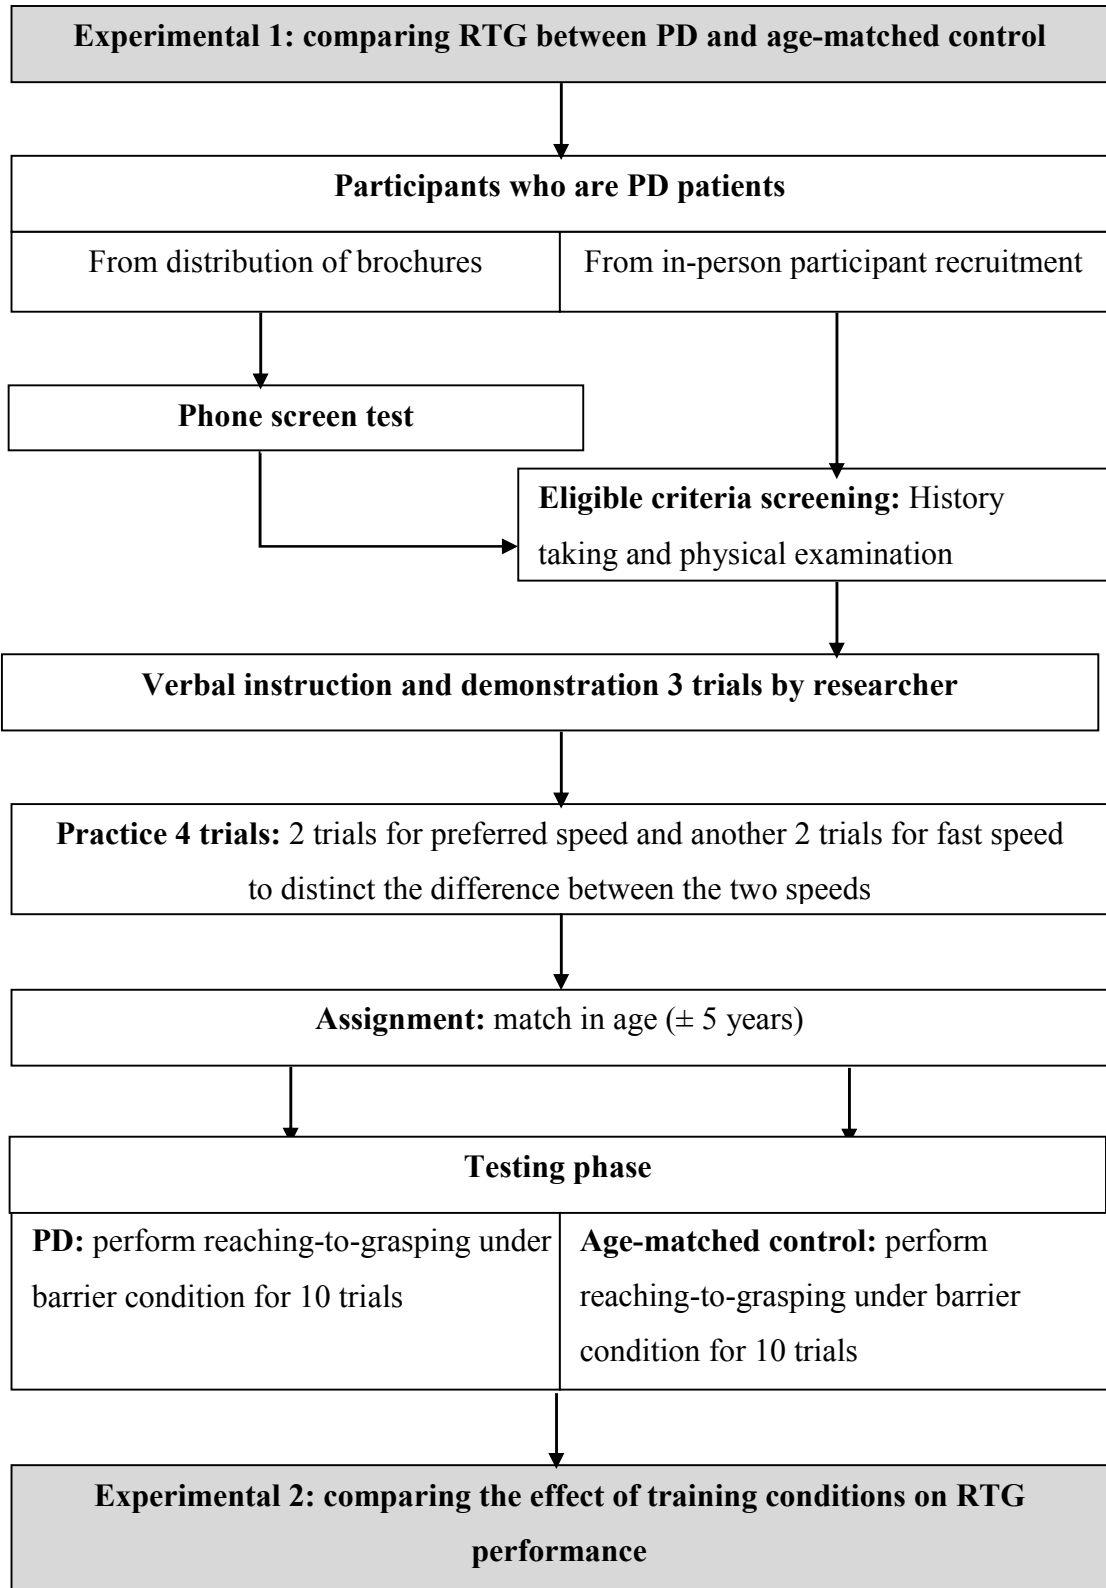 Experimental 1: comparing RTG between PD and age-matched control
Participants who are PD patients
From distribution of brochures
From in-person participant recruitment
Phone screen test
Eligible criteria screening: History
taking and physical examination
Verbal instruction and demonstration 3 trials by researcher
Practice 4 trials: 2 trials for preferred speed and another 2 trials for fast speed
to distinct the difference between the two speeds
Assignment: match in age (± 5 years)
Testing phase
PD: perform reaching-to-grasping under
barrier condition for 10 trials
Age-matched control: perform
reaching-to-grasping under barrier
condition for 10 trials
Experimental 2: comparing the effect of training conditions on RTG
performance